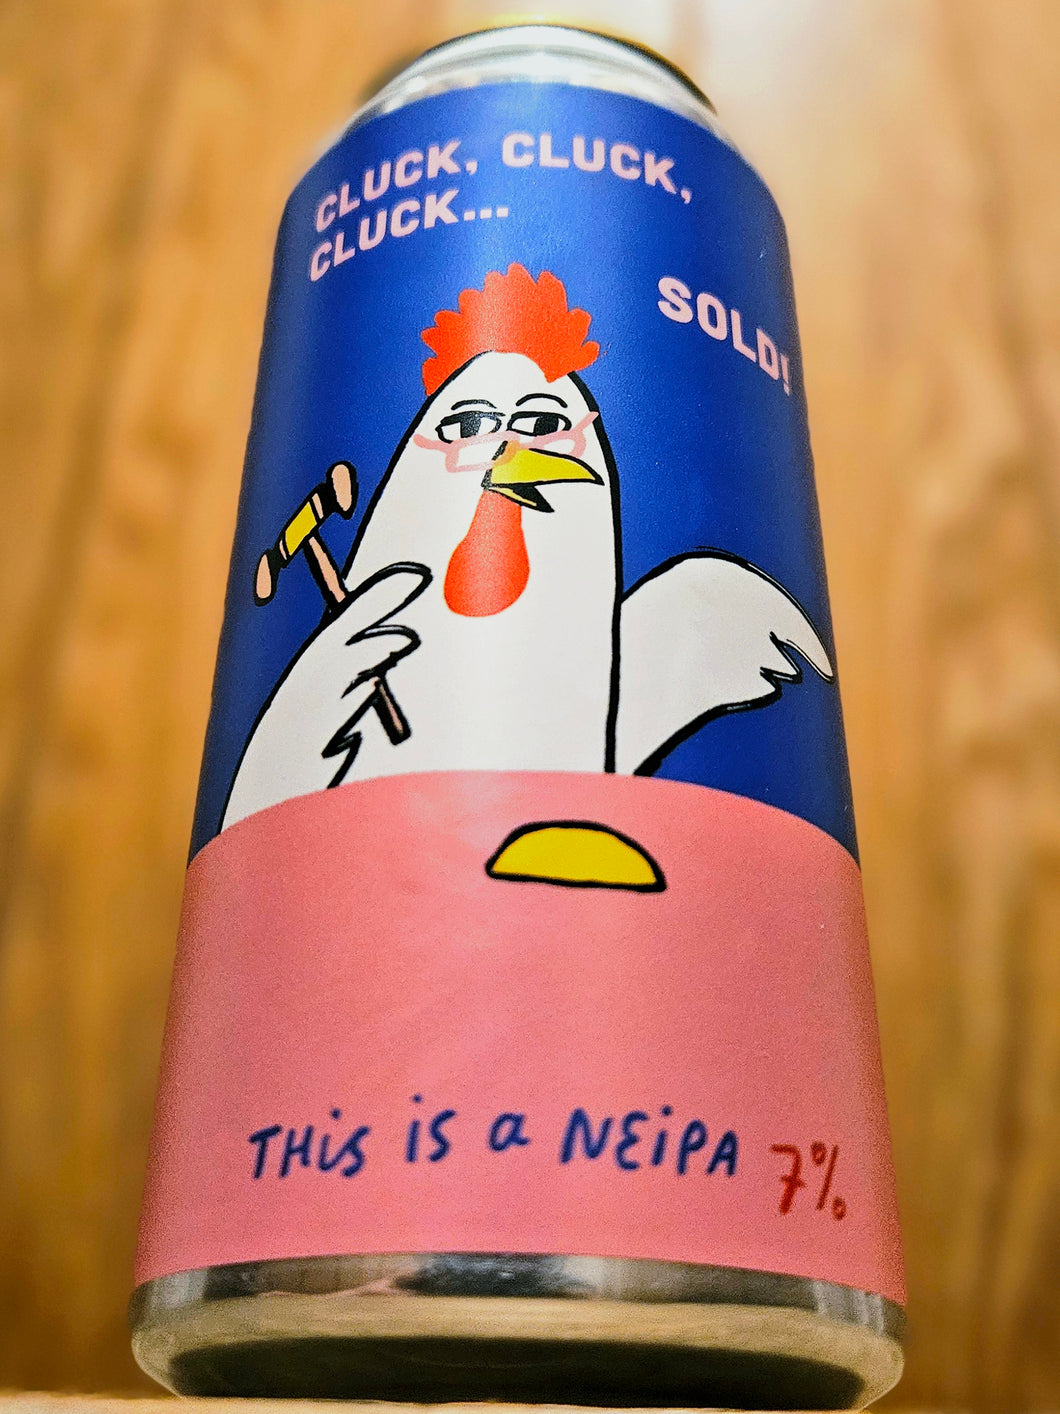 CLUCK, CLUCK,
CLUCK...
SOLD!
THiS iS a NEiPA 7%